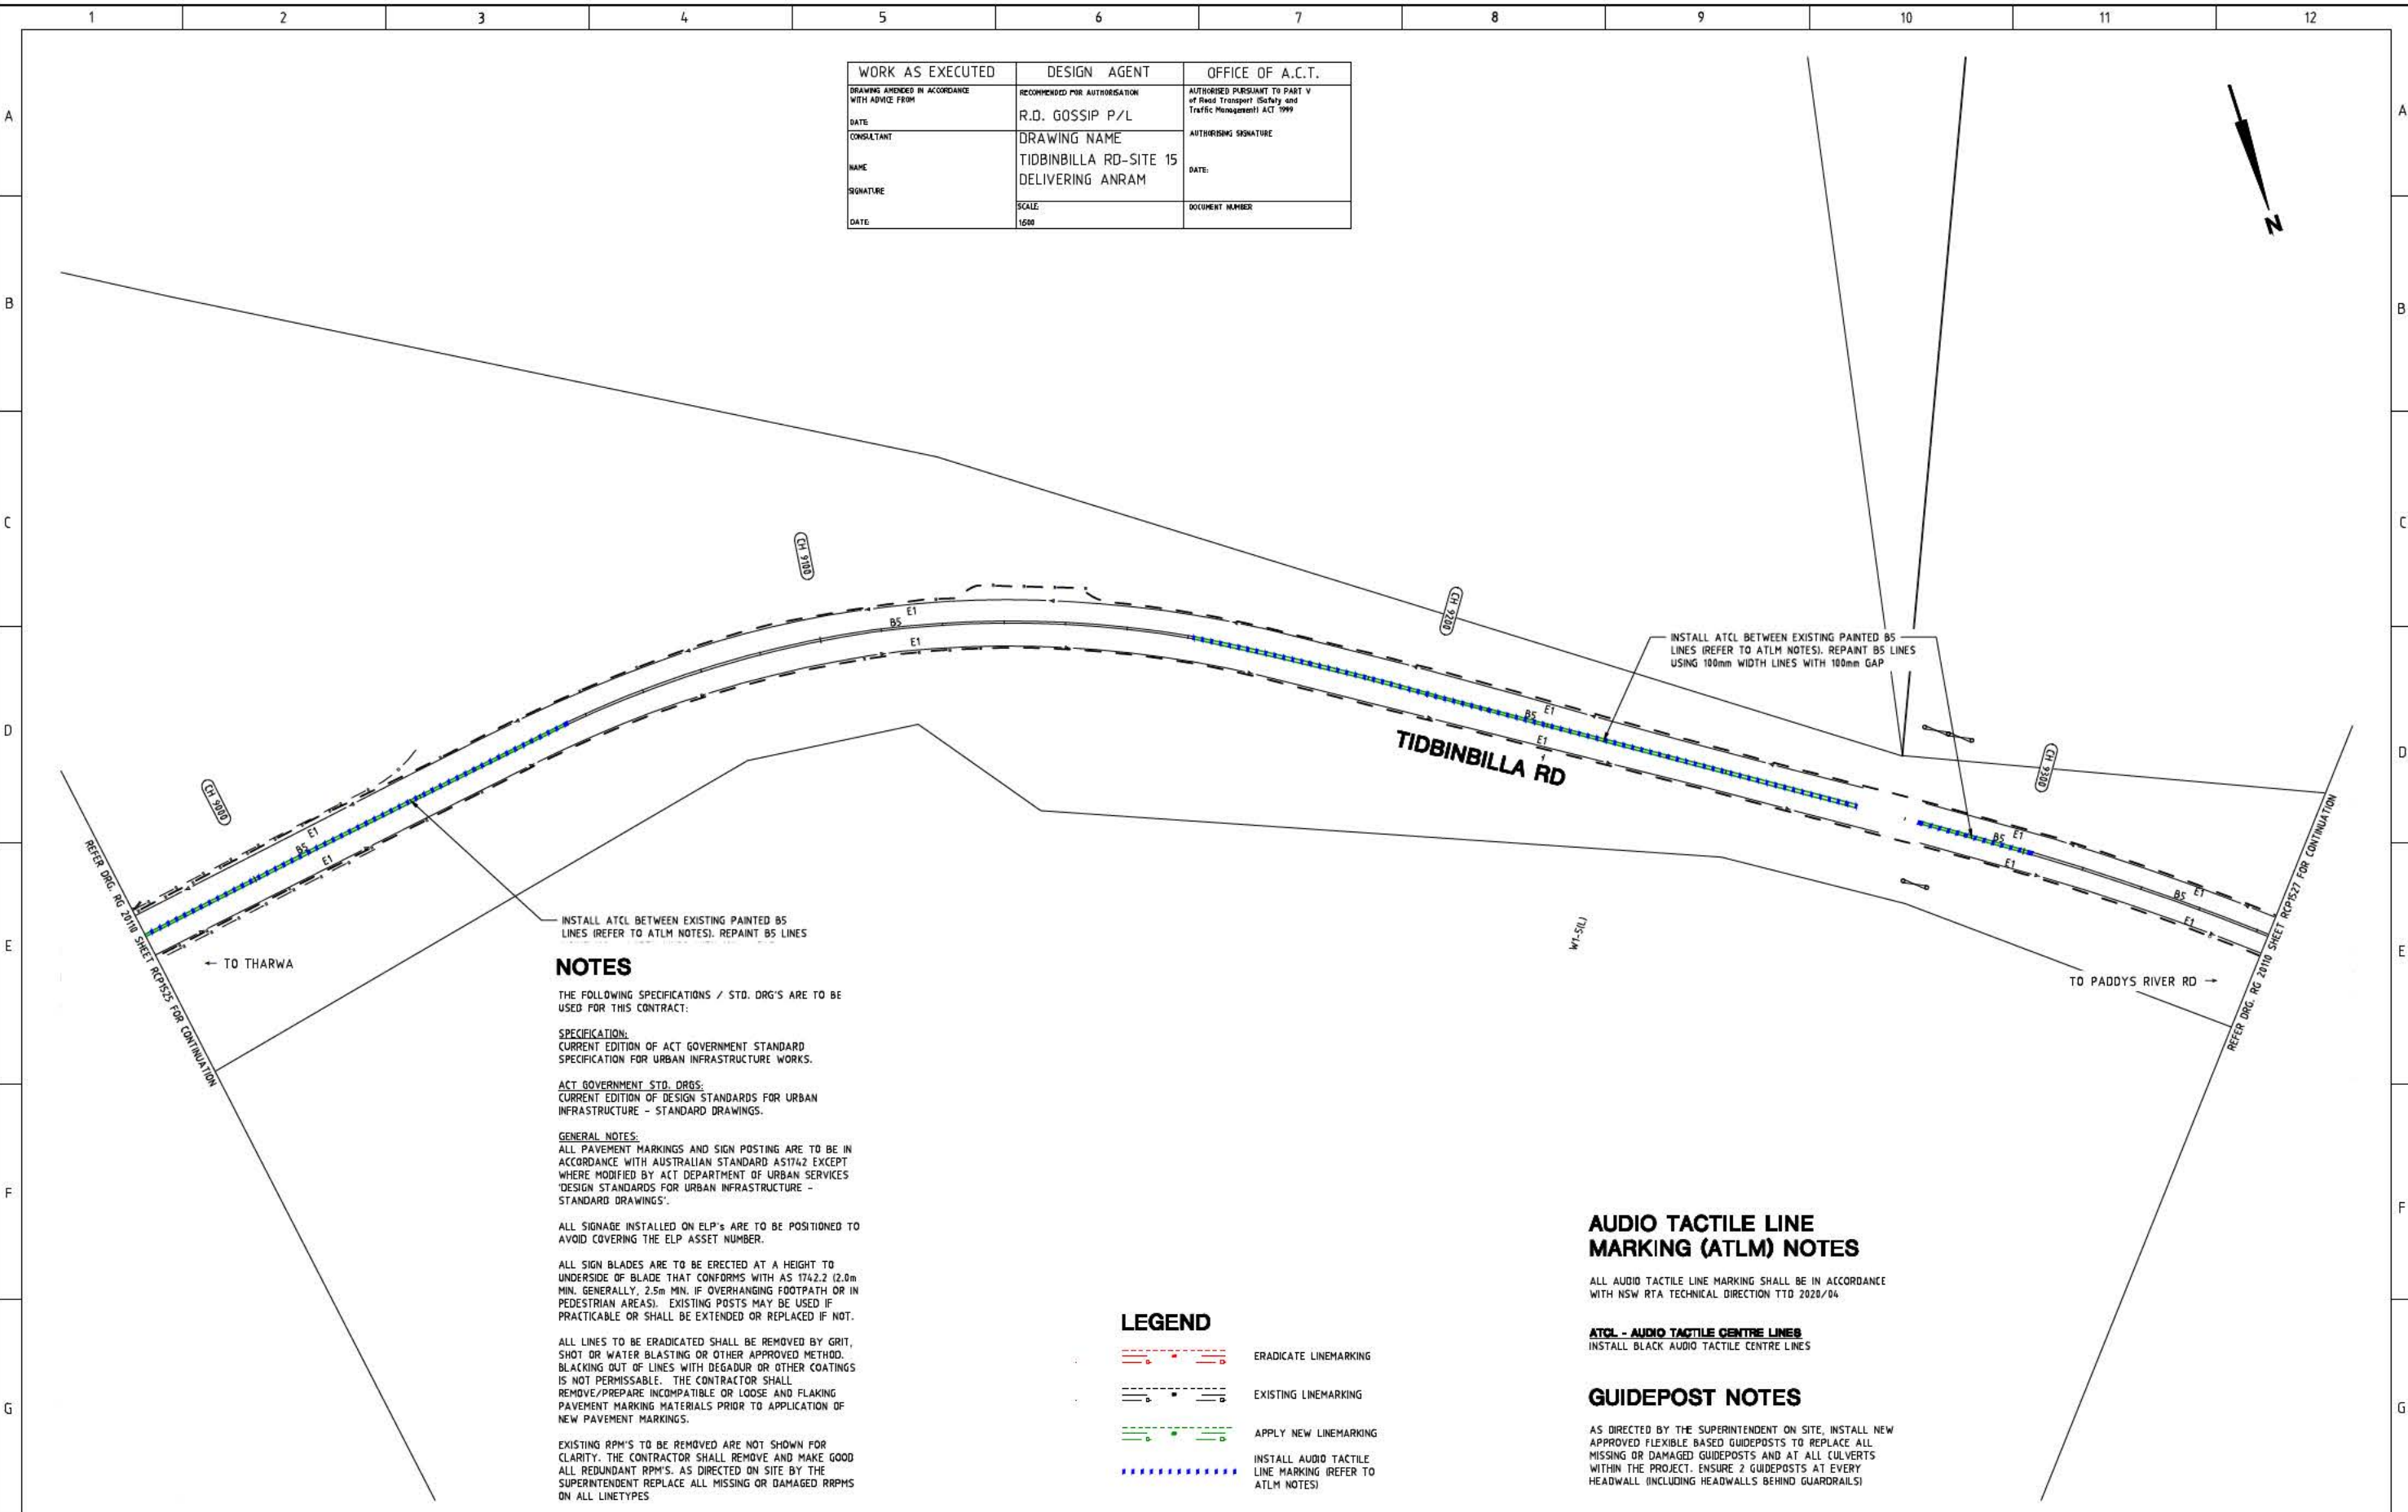 1 2 3 4 5 6 7 8 9 10 11 12
A A
B B
C C
D D
E E
F F
G G
WORK AS EXECUTED
DRAWING AMENDED IN ACCORDANCE
WITH ADVICE FROM
DATE:
CONSULTANT
NAME
SIGNATURE
DATE:
DESIGN AGENT
RECOMMENDED FOR AUTHORISATION
R.D. GOSSIP P/L
DRAWING NAME
TIDBINBILLA RD-SITE 15
DELIVERING ANRAM
SCALE:
1:500
OFFICE OF A.C.T.
AUTHORISED PURSUANT TO PART V
of Road Transport (Safety and
Traffic Management) ACT 1999
AUTHORISING SIGNATURE
DATE:
DOCUMENT NUMBER
N
CH 9000
CH 9100
CH 9200
CH 9300
E1
B5
E1
E1
B5
E1
B5
E1
E1
B5
E1
E1
B5
E1
E1
TIDBINBILLA RD
INSTALL ATCL BETWEEN EXISTING PAINTED B5
LINES (REFER TO ATLM NOTES). REPAINT B5 LINES
USING 100mm WIDTH LINES WITH 100mm GAP
REFER DRG. RG 20110 SHEET RCP1525 FOR CONTINUATION
REFER DRG. RG 20110 SHEET RCP1527 FOR CONTINUATION
← TO THARWA
TO PADDYS RIVER RD →
W1-5(L)
INSTALL ATCL BETWEEN EXISTING PAINTED B5
LINES (REFER TO ATLM NOTES). REPAINT B5 LINES
NOTES
THE FOLLOWING SPECIFICATIONS / STD. DRG'S ARE TO BE
USED FOR THIS CONTRACT:
SPECIFICATION:
CURRENT EDITION OF ACT GOVERNMENT STANDARD
SPECIFICATION FOR URBAN INFRASTRUCTURE WORKS.
ACT GOVERNMENT STD. DRGS:
CURRENT EDITION OF DESIGN STANDARDS FOR URBAN
INFRASTRUCTURE - STANDARD DRAWINGS.
GENERAL NOTES:
ALL PAVEMENT MARKINGS AND SIGN POSTING ARE TO BE IN
ACCORDANCE WITH AUSTRALIAN STANDARD AS1742 EXCEPT
WHERE MODIFIED BY ACT DEPARTMENT OF URBAN SERVICES
'DESIGN STANDARDS FOR URBAN INFRASTRUCTURE -
STANDARD DRAWINGS'.
ALL SIGNAGE INSTALLED ON ELP's ARE TO BE POSITIONED TO
AVOID COVERING THE ELP ASSET NUMBER.
ALL SIGN BLADES ARE TO BE ERECTED AT A HEIGHT TO
UNDERSIDE OF BLADE THAT CONFORMS WITH AS 1742.2 (2.0m
MIN. GENERALLY, 2.5m MIN. IF OVERHANGING FOOTPATH OR IN
PEDESTRIAN AREAS). EXISTING POSTS MAY BE USED IF
PRACTICABLE OR SHALL BE EXTENDED OR REPLACED IF NOT.
ALL LINES TO BE ERADICATED SHALL BE REMOVED BY GRIT,
SHOT OR WATER BLASTING OR OTHER APPROVED METHOD.
BLACKING OUT OF LINES WITH DEGADUR OR OTHER COATINGS
IS NOT PERMISSABLE. THE CONTRACTOR SHALL
REMOVE/PREPARE INCOMPATIBLE OR LOOSE AND FLAKING
PAVEMENT MARKING MATERIALS PRIOR TO APPLICATION OF
NEW PAVEMENT MARKINGS.
EXISTING RPM'S TO BE REMOVED ARE NOT SHOWN FOR
CLARITY. THE CONTRACTOR SHALL REMOVE AND MAKE GOOD
ALL REDUNDANT RPM'S. AS DIRECTED ON SITE BY THE
SUPERINTENDENT REPLACE ALL MISSING OR DAMAGED RRPMS
ON ALL LINETYPES
LEGEND
ERADICATE LINEMARKING
EXISTING LINEMARKING
APPLY NEW LINEMARKING
INSTALL AUDIO TACTILE
LINE MARKING (REFER TO
ATLM NOTES)
AUDIO TACTILE LINE
MARKING (ATLM) NOTES
ALL AUDIO TACTILE LINE MARKING SHALL BE IN ACCORDANCE
WITH NSW RTA TECHNICAL DIRECTION TTD 2020/04
ATCL - AUDIO TACTILE CENTRE LINES
INSTALL BLACK AUDIO TACTILE CENTRE LINES
GUIDEPOST NOTES
AS DIRECTED BY THE SUPERINTENDENT ON SITE, INSTALL NEW
APPROVED FLEXIBLE BASED GUIDEPOSTS TO REPLACE ALL
MISSING OR DAMAGED GUIDEPOSTS AND AT ALL CULVERTS
WITHIN THE PROJECT. ENSURE 2 GUIDEPOSTS AT EVERY
HEADWALL (INCLUDING HEADWALLS BEHIND GUARDRAILS)